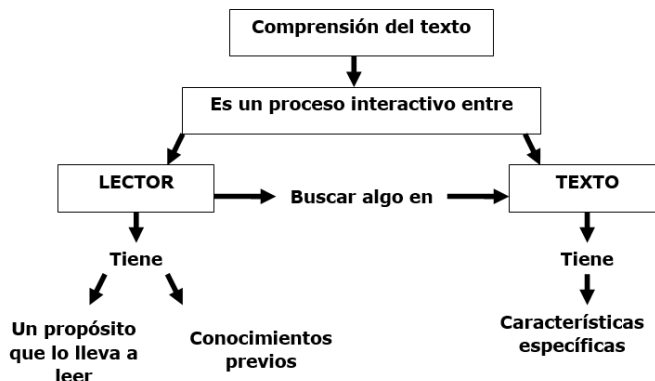 Comprensión del texto
Es un proceso interactivo entre
LECTOR
Buscar algo en
TEXTO
Tiene
Tiene
Un propósito
que lo lleva a
leer
Conocimientos
previos
Características
específicas